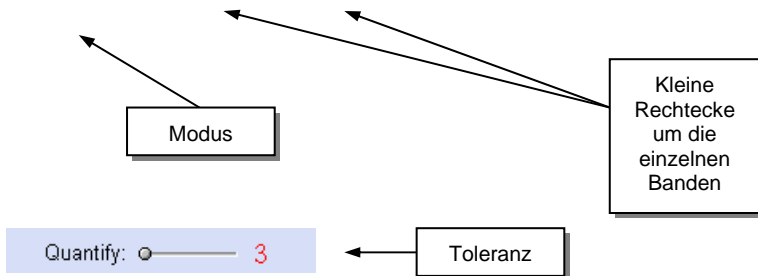 Kleine
Rechtecke
um die
einzelnen
Banden
Modus
Quantify: 3
Toleranz